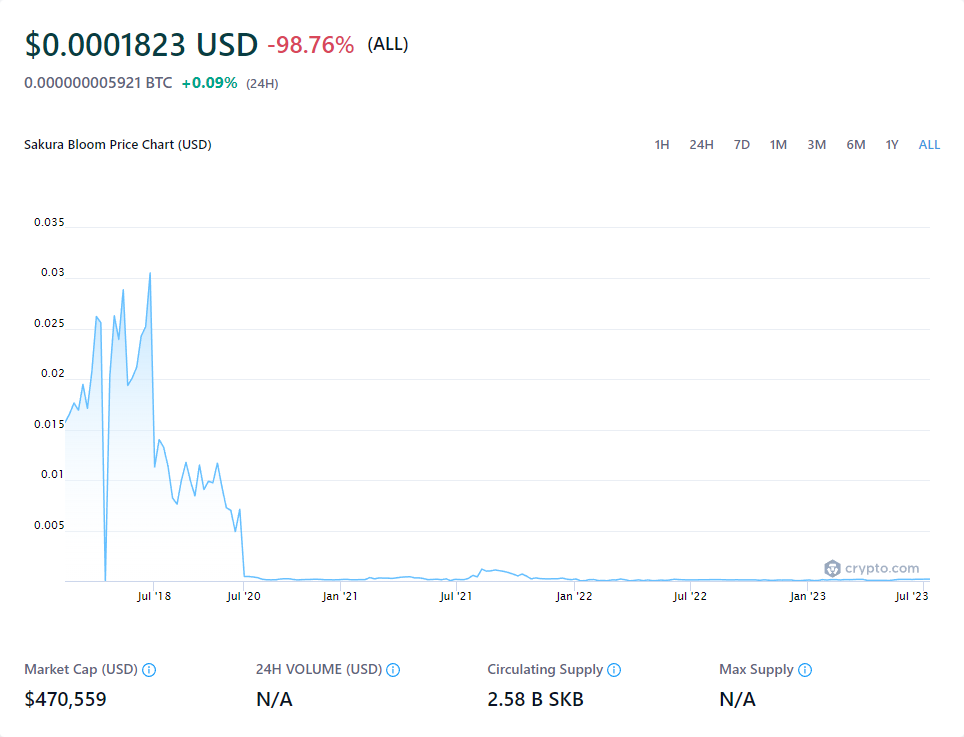 $0.0001823 USD -98.76% (ALL)
0.000000005921 BTC +0.09% (24H)
Sakura Bloom Price Chart (USD) 1H 24H 7D 1M 3M 6M 1Y ALL
0.035
0.03
0.025
0.02
0.015
0.01
0.005
crypto.com
Jul '18 Jul '20 Jan '21 Jul '21 Jan '22 Jul '22 Jan '23 Jul '23
Market Cap (USD) 24H VOLUME (USD) Circulating Supply Max Supply
$470,559 N/A 2.58 B SKB N/A